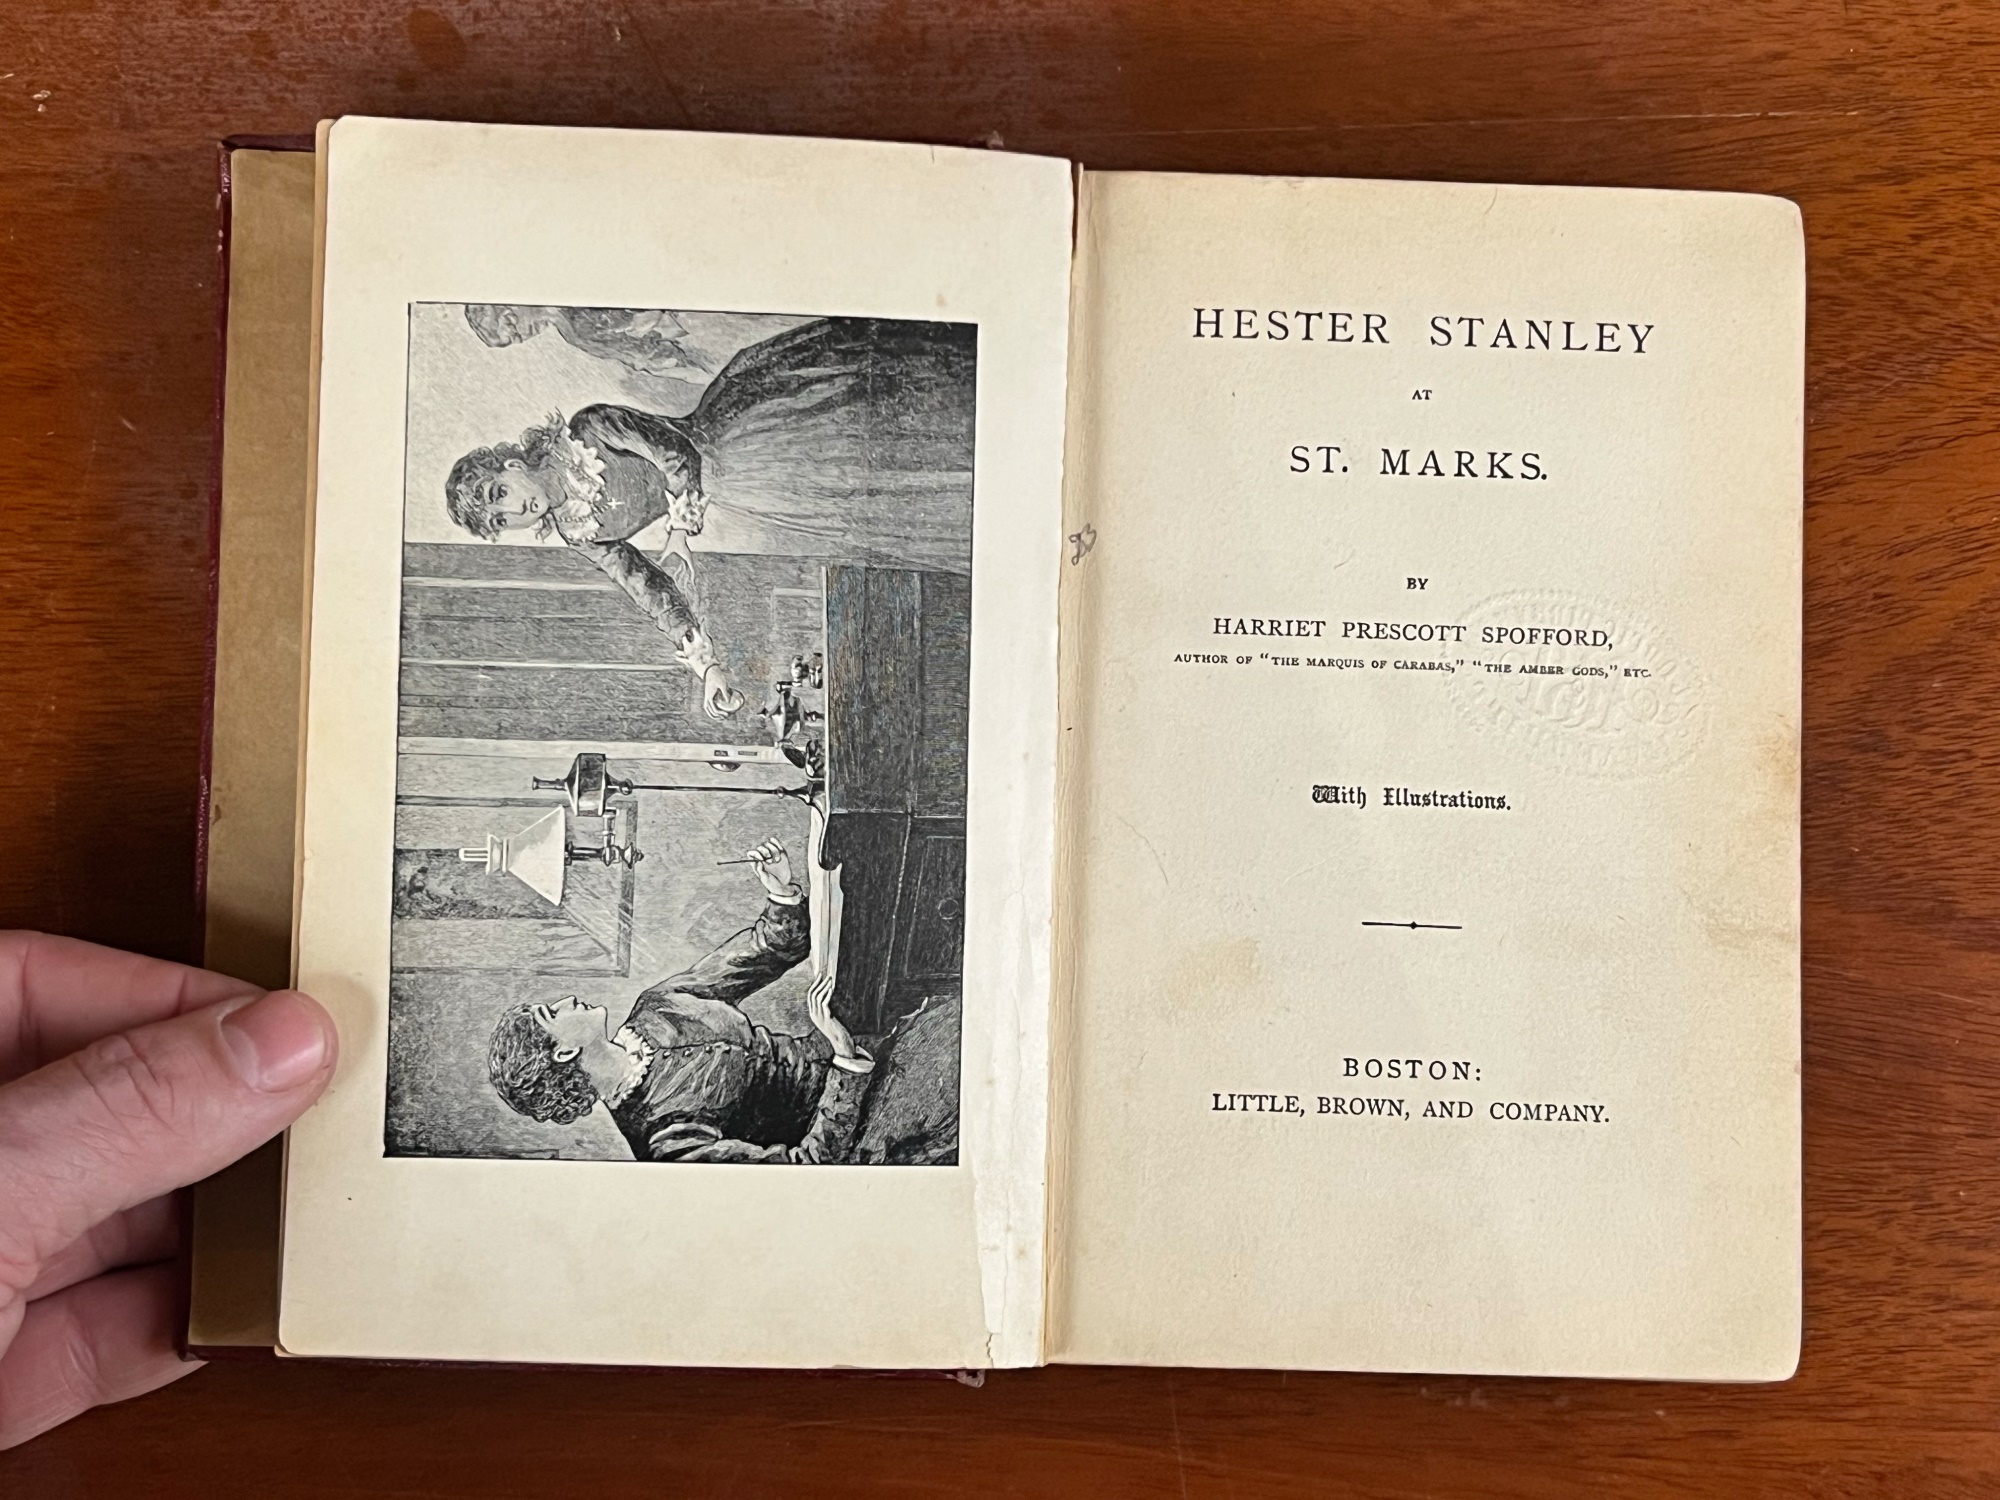 HESTER STANLEY
AT
ST. MARKS.
BY
HARRIET PRESCOTT SPOFFORD,
AUTHOR OF "THE MARQUIS OF CARABAS," "THE AMBER GODS," ETC.
With Illustrations.
BOSTON:
LITTLE, BROWN, AND COMPANY.